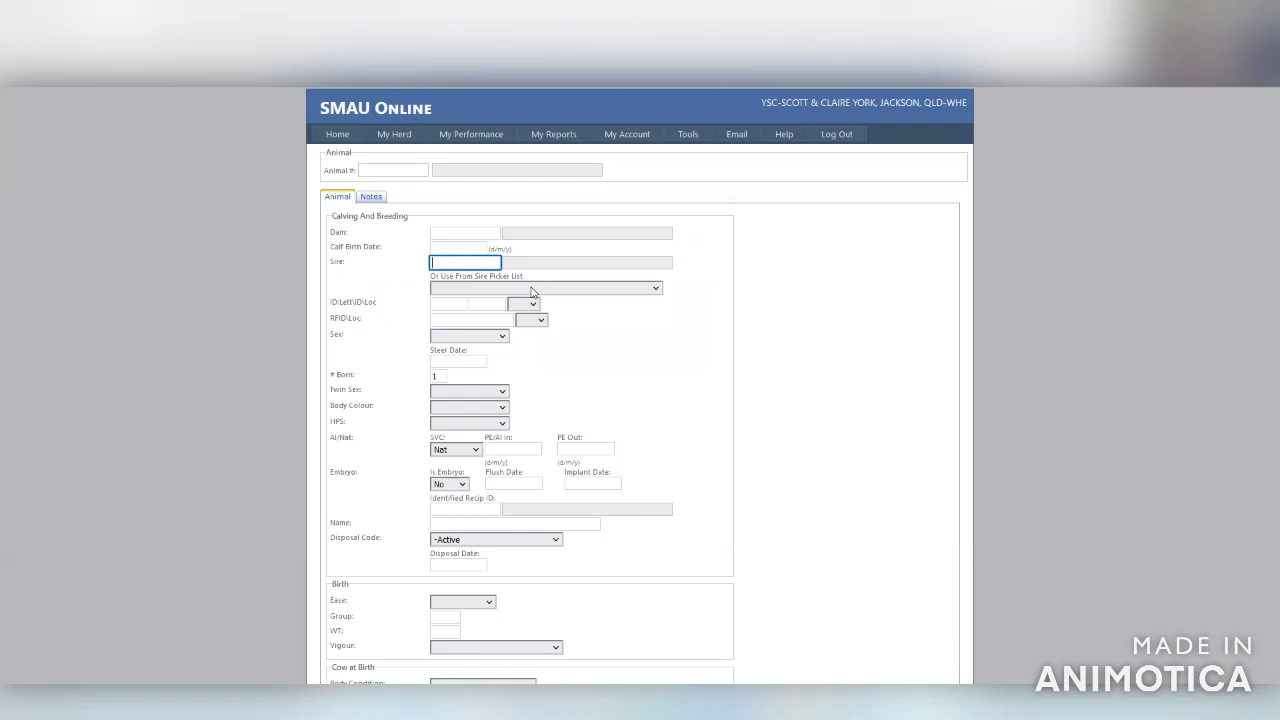 SMAU ONLINE
YSC-SCOTT & CLAIRE YORK, JACKSON, QLD-WHE
Home My Herd My Performance My Reports My Account Tools Email Help Log Out
Animal
Animal #:
Animal Notes
Calving And Breeding
Dam:
Calf Birth Date: (d/m/y)
Sire:
Or Use From Sire Picker List
ID:Lett\ID\Loc
RFID\Loc:
Sex:
Steer Date:
# Born: 1
Twin Sex:
Body Colour:
HPS:
AI/Nat: SVC: PE/AI In: PE Out:
Nat
(d/m/y) (d/m/y)
Embryo: Is Embryo: Flush Date: Implant Date:
No
Identified Recip ID:
Name:
Disposal Code: -Active
Disposal Date:
Birth
Ease:
Group:
WT:
Vigour:
Cow at Birth
Body Condition:
MADE IN
ANIMOTICA